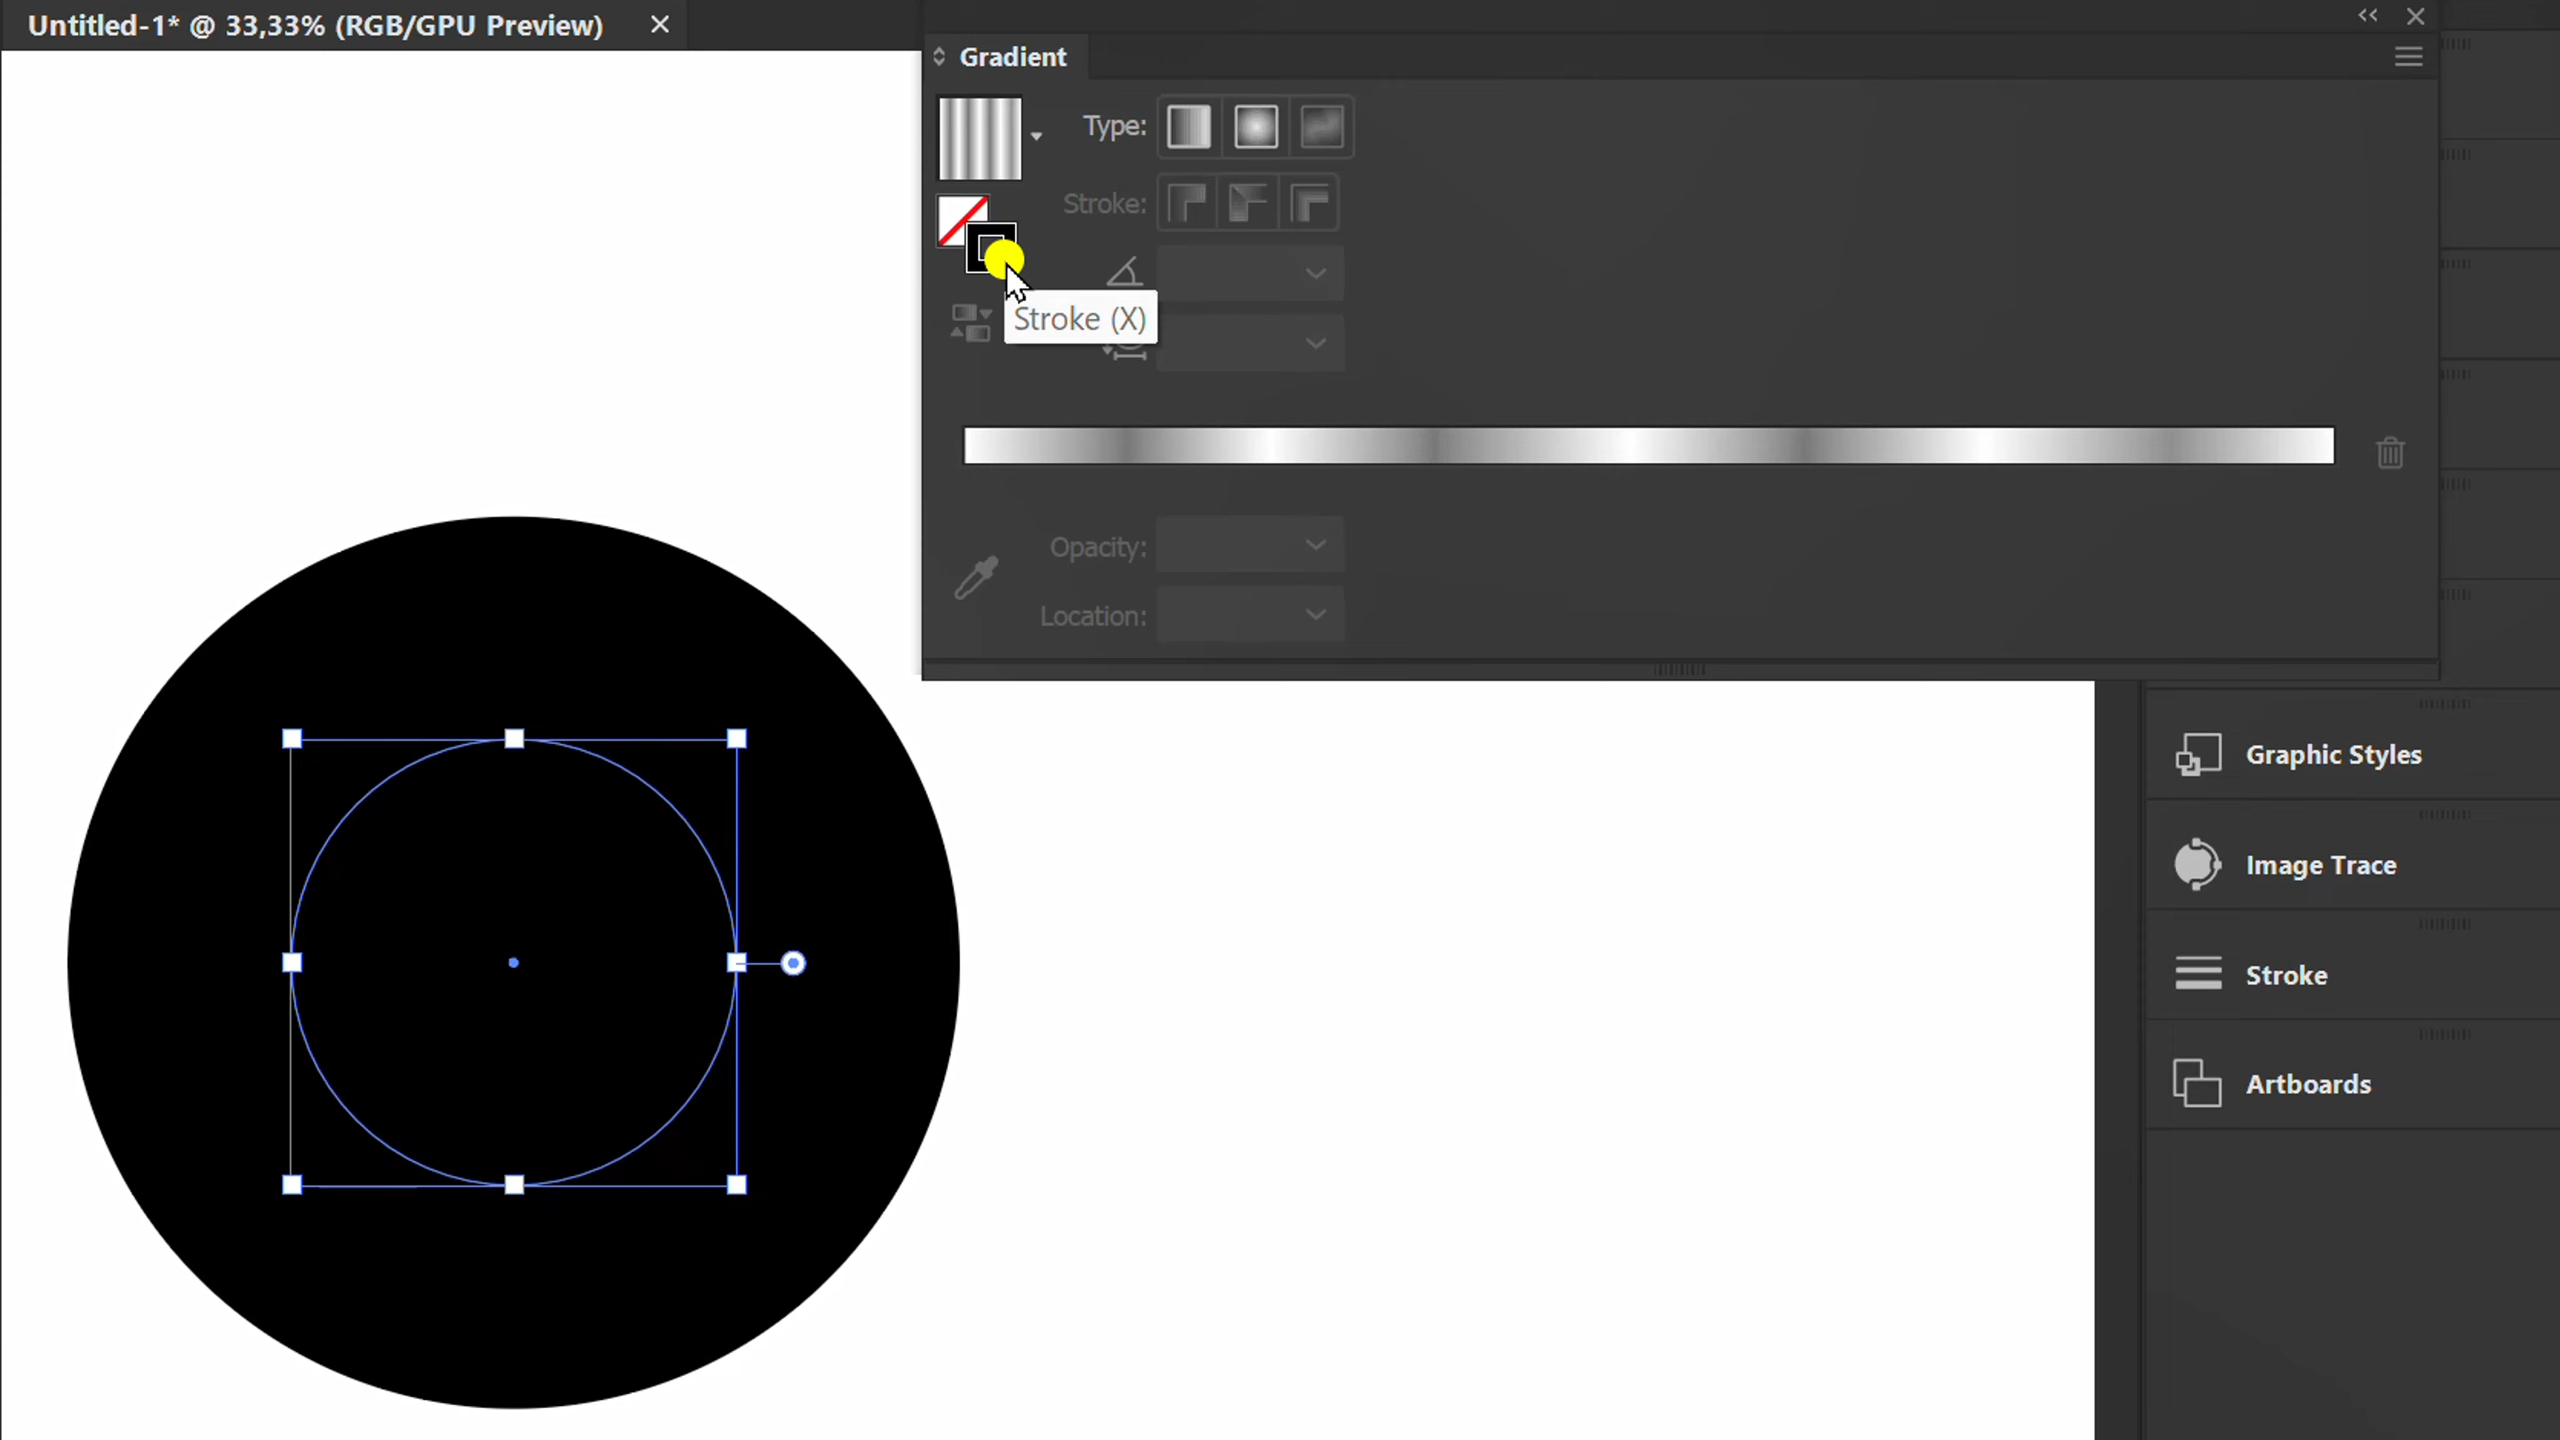 Untitled-1* @ 33,33% (RGB/GPU Preview)
Gradient
Type:
Stroke:
Stroke (X)
Opacity:
Location:
Graphic Styles
Image Trace
Stroke
Artboards